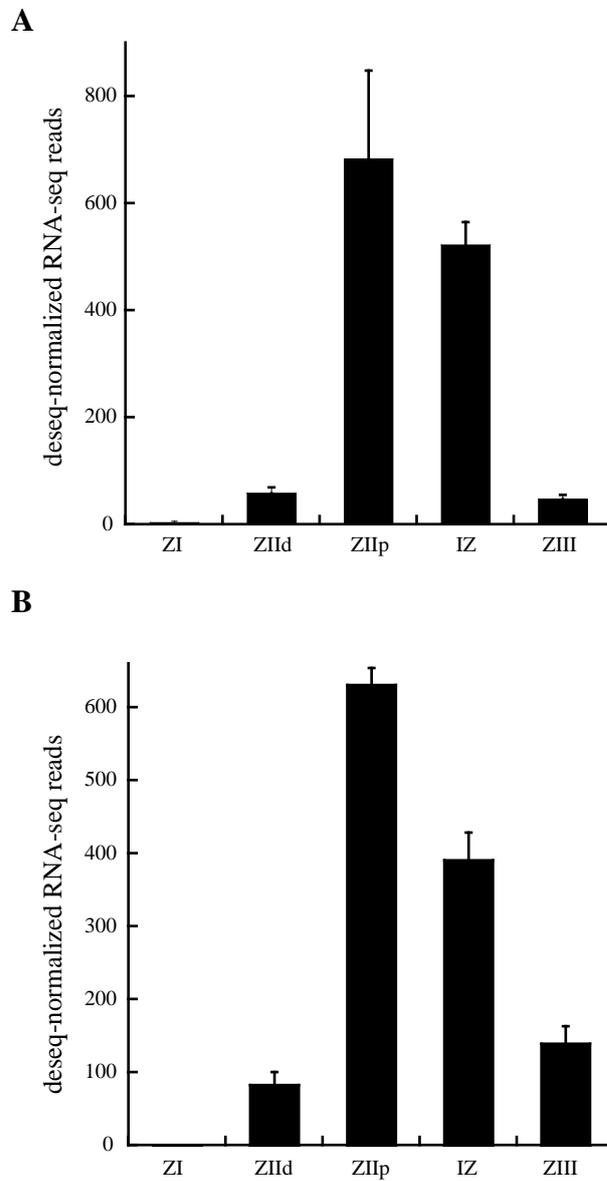 A
deseq-normalized RNA-seq reads
800
600
400
200
0
ZI ZIId ZIIp IZ ZIII
B
deseq-normalized RNA-seq reads
600
500
400
300
200
100
0
ZI ZIId ZIIp IZ ZIII